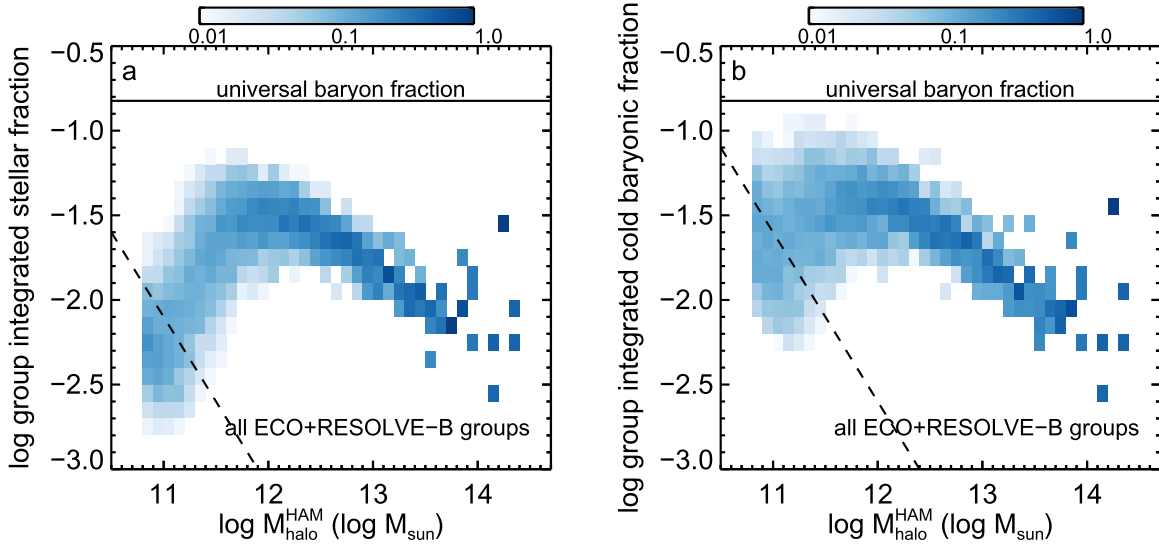 0.01 0.1 1.0
−0.5
a
universal baryon fraction
−1.0
−1.5
−2.0
−2.5
−3.0
all ECO+RESOLVE−B groups
11 12 13 14
log M_halo^HAM (log M_sun)
log group integrated stellar fraction
0.01 0.1 1.0
−0.5
b
universal baryon fraction
−1.0
−1.5
−2.0
−2.5
−3.0
all ECO+RESOLVE−B groups
11 12 13 14
log M_halo^HAM (log M_sun)
log group integrated cold baryonic fraction